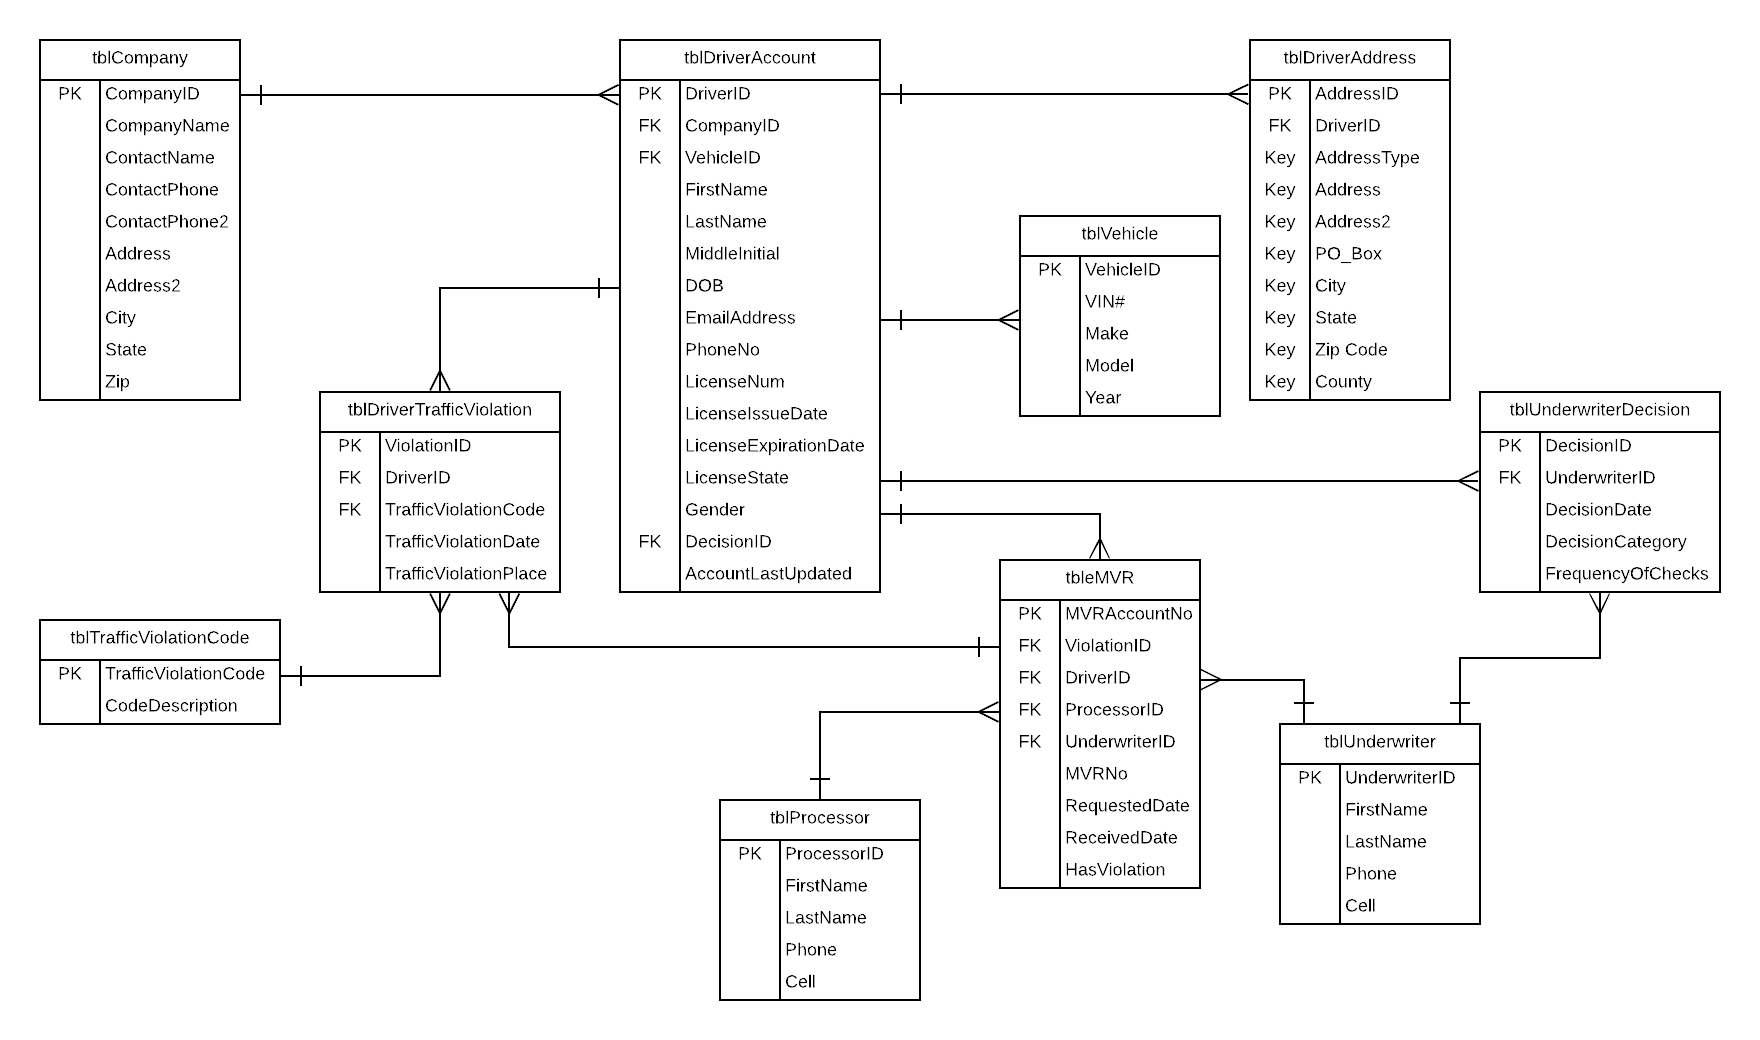 tblCompany
PK CompanyID
CompanyName
ContactName
ContactPhone
ContactPhone2
Address
Address2
City
State
Zip
tblDriverAccount
PK DriverID
FK CompanyID
FK VehicleID
FirstName
LastName
MiddleInitial
DOB
EmailAddress
PhoneNo
LicenseNum
LicenseIssueDate
LicenseExpirationDate
LicenseState
Gender
FK DecisionID
AccountLastUpdated
tblDriverAddress
PK AddressID
FK DriverID
Key AddressType
Key Address
Key Address2
Key PO_Box
Key City
Key State
Key Zip Code
Key County
tblVehicle
PK VehicleID
VIN#
Make
Model
Year
tblDriverTrafficViolation
PK ViolationID
FK DriverID
FK TrafficViolationCode
TrafficViolationDate
TrafficViolationPlace
tblUnderwriterDecision
PK DecisionID
FK UnderwriterID
DecisionDate
DecisionCategory
FrequencyOfChecks
tblTrafficViolationCode
PK TrafficViolationCode
CodeDescription
tbleMVR
PK MVRAccountNo
FK ViolationID
FK DriverID
FK ProcessorID
FK UnderwriterID
MVRNo
RequestedDate
ReceivedDate
HasViolation
tblProcessor
PK ProcessorID
FirstName
LastName
Phone
Cell
tblUnderwriter
PK UnderwriterID
FirstName
LastName
Phone
Cell